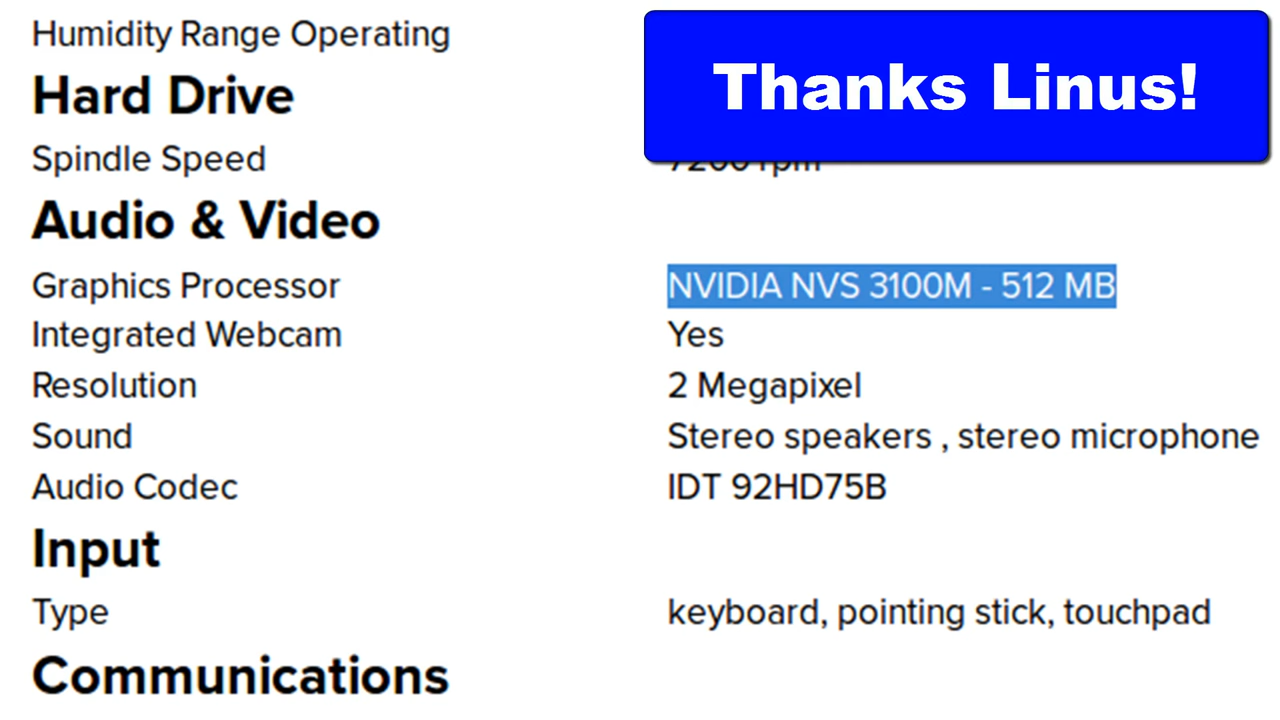 Humidity Range Operating
Thanks Linus!
Hard Drive
Spindle Speed 7200 rpm
Audio & Video
Graphics Processor NVIDIA NVS 3100M - 512 MB
Integrated Webcam Yes
Resolution 2 Megapixel
Sound Stereo speakers , stereo microphone
Audio Codec IDT 92HD75B
Input
Type keyboard, pointing stick, touchpad
Communications